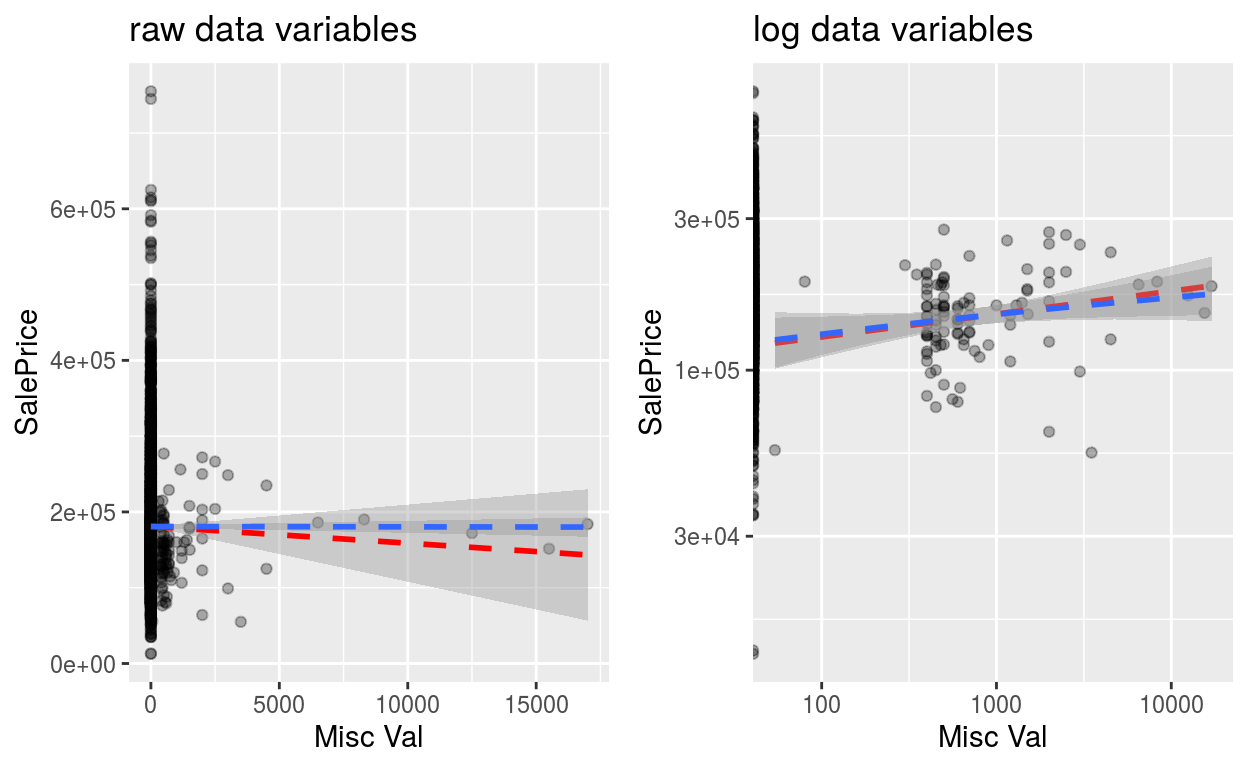 raw data variables
SalePrice
6e+05
4e+05
2e+05
0e+00
0 5000 10000 15000
Misc Val
log data variables
SalePrice
3e+05
1e+05
3e+04
100 1000 10000
Misc Val